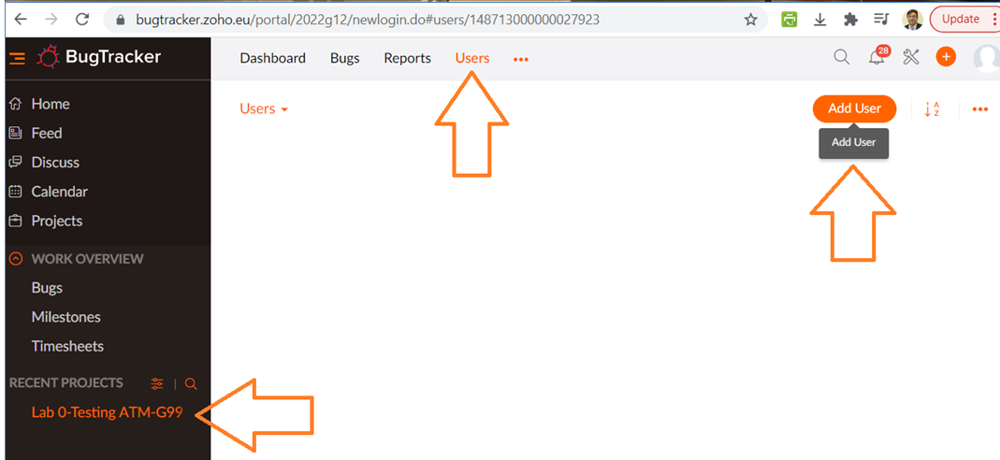 bugtracker.zoho.eu/portal/2022g12/newlogin.do#users/148713000000027923
Update
BugTracker
Dashboard Bugs Reports Users
28
Home
Feed
Discuss
Calendar
Projects
WORK OVERVIEW
Bugs
Milestones
Timesheets
RECENT PROJECTS
Lab 0-Testing ATM-G99
Users
Add User
A
Z
Add User